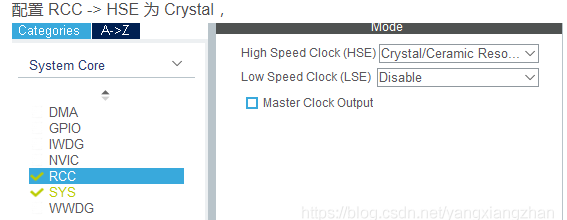 配置 RCC -> HSE 为 Crystal，
Categories A->Z
Mode
System Core
High Speed Clock (HSE) Crystal/Ceramic Reso...
Low Speed Clock (LSE) Disable
Master Clock Output
DMA
GPIO
IWDG
NVIC
RCC
SYS
WWDG
https://blog.csdn.net/yangxiangzhan